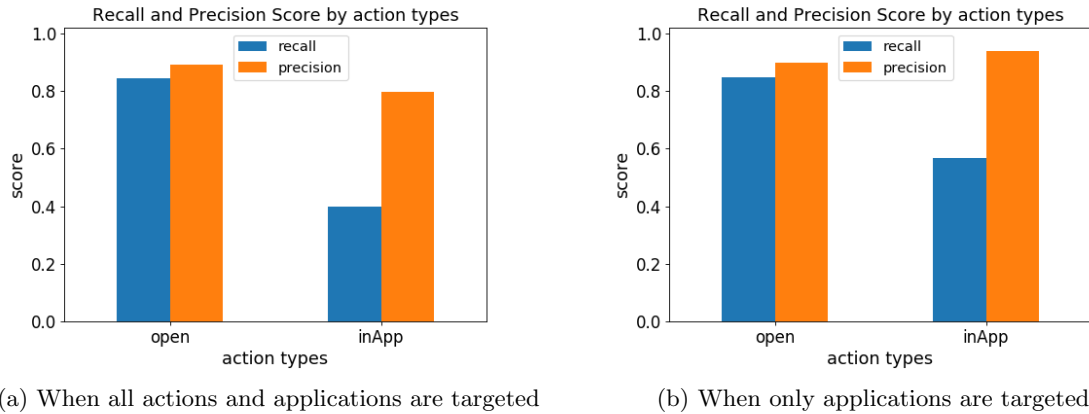 Recall and Precision Score by action types
recall
precision
1.0
0.8
0.6
0.4
0.2
0.0
score
open
inApp
action types
a) When all actions and applications are targeted
Recall and Precision Score by action types
recall
precision
1.0
0.8
0.6
0.4
0.2
0.0
score
open
inApp
action types
(b) When only applications are targeted